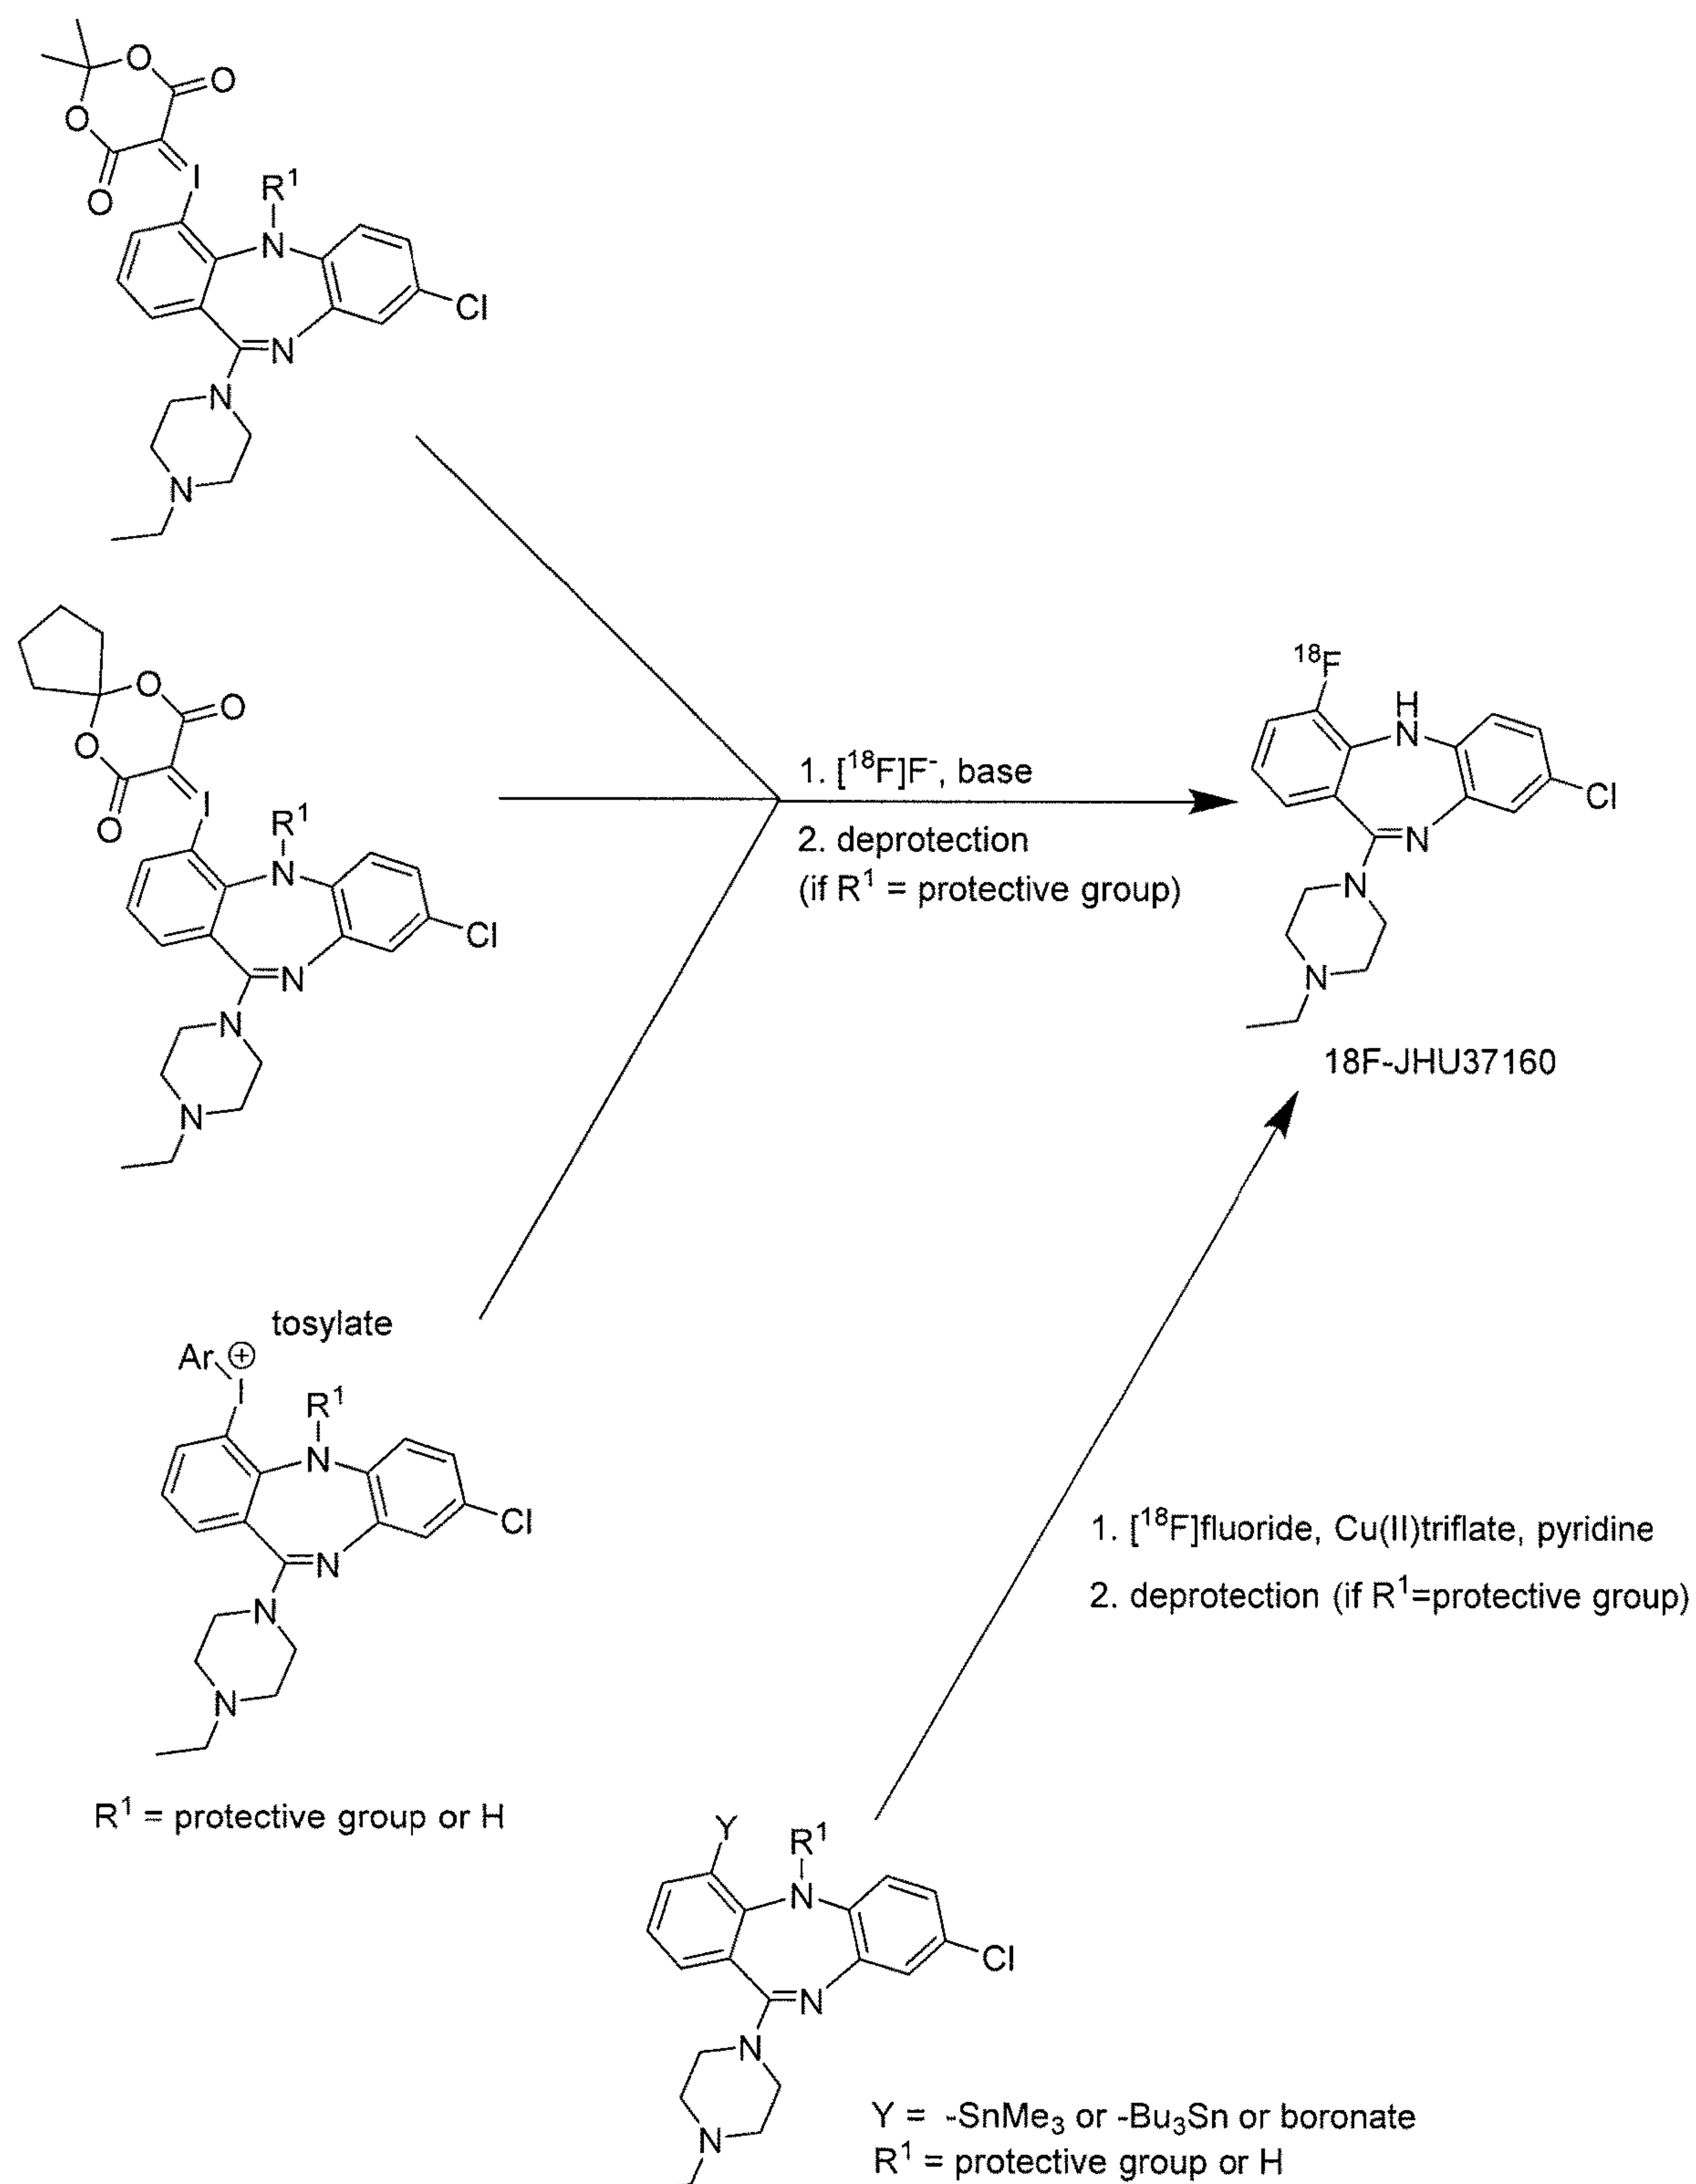 O
O
O
O
I
R¹
N
Cl
N
N
N
O
O
O
O
I
R¹
N
Cl
N
N
N
1. [¹⁸F]F⁻, base
2. deprotection
(if R¹ = protective group)
¹⁸F
H
N
Cl
N
N
N
18F-JHU37160
tosylate
Ar ⊕
I
R¹
N
Cl
N
N
N
R¹ = protective group or H
1. [¹⁸F]fluoride, Cu(II)triflate, pyridine
2. deprotection (if R¹=protective group)
Y
R¹
N
Cl
N
N
N
Y = -SnMe₃ or -Bu₃Sn or boronate
R¹ = protective group or H